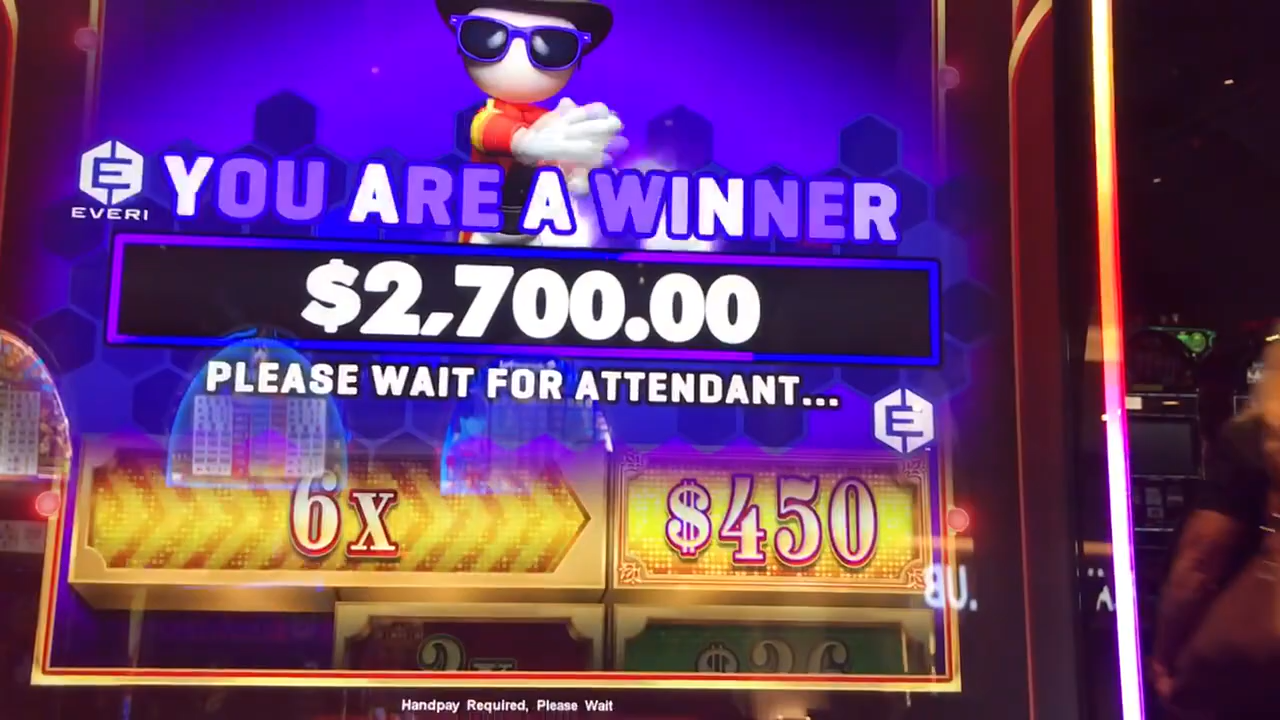 EVERI
YOU ARE A WINNER
$2,700.00
PLEASE WAIT FOR ATTENDANT...
6x
$450
Handpay Required, Please Wait